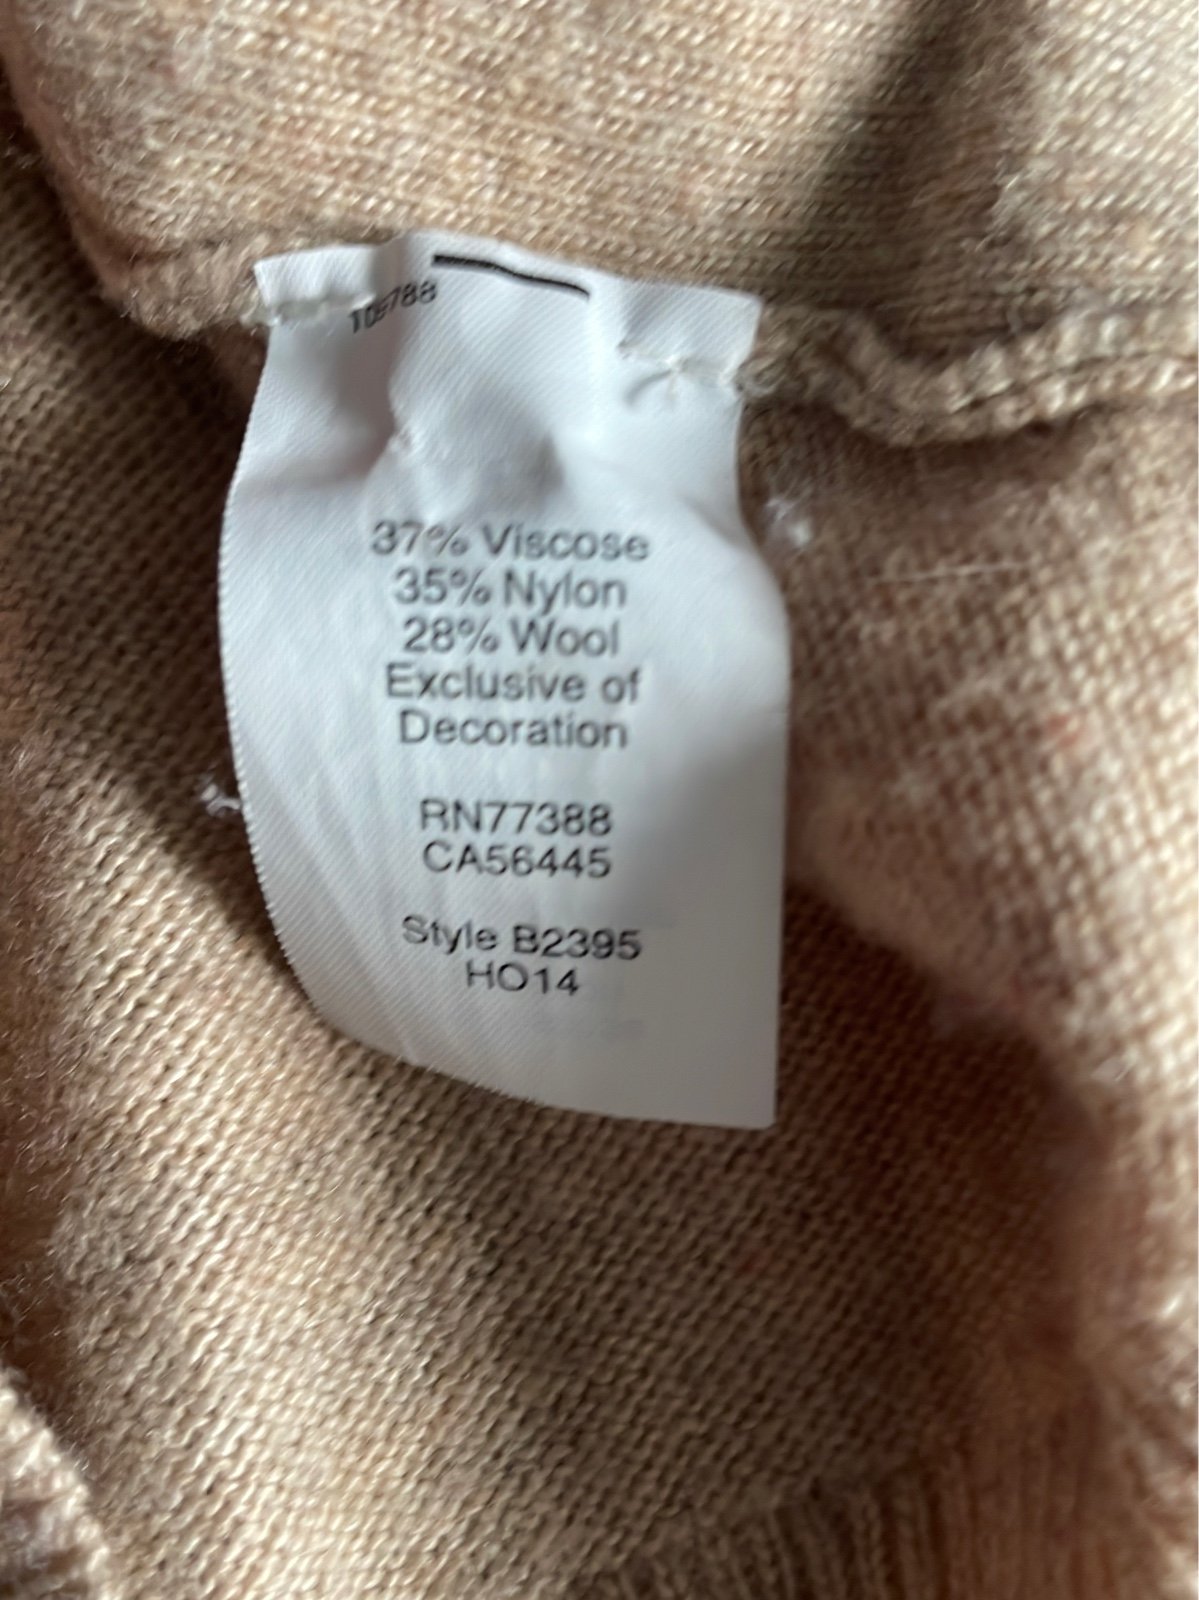 37% Viscose
35% Nylon
28% Wool
Exclusive of
Decoration
RN77388
CA56445
Style B2395
HO14